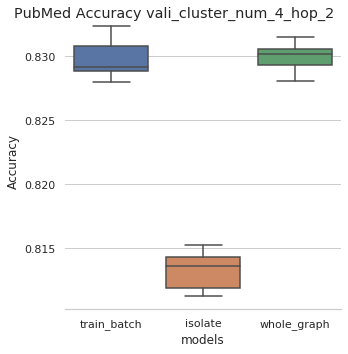 PubMed Accuracy vali_cluster_num_4_hop_2
0.830
0.825
0.820
0.815
Accuracy
train_batch
isolate
whole_graph
models